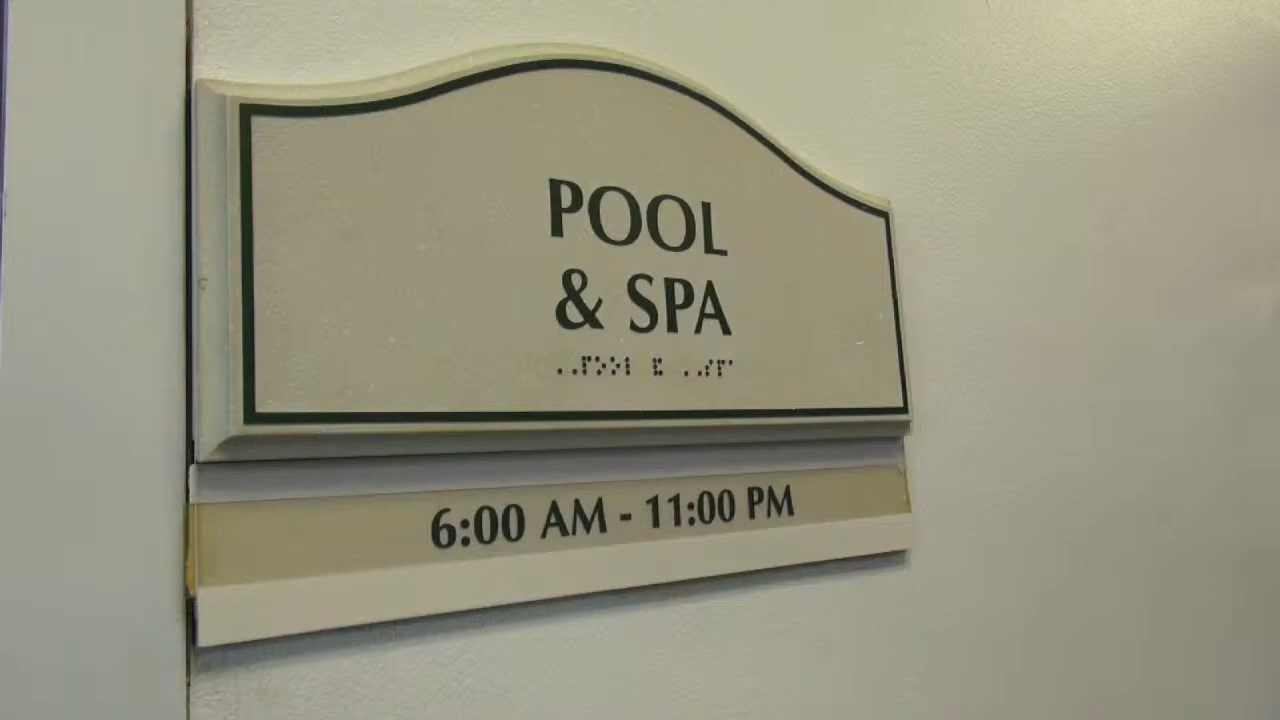 POOL
& SPA
⠠⠠⠏⠕⠕⠇ ⠯ ⠠⠠⠎⠏⠁
6:00 AM - 11:00 PM